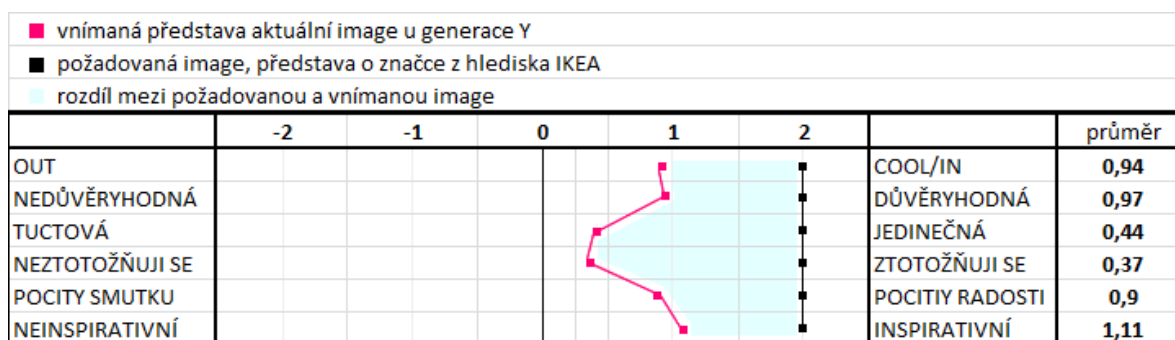 vnímaná představa aktuální image u generace Y
požadovaná image, představa o značce z hlediska IKEA
rozdíl mezi požadovanou a vnímanou image
-2 -1 0 1 2 průměr
OUT COOL/IN 0,94
NEDŮVĚRYHODNÁ DŮVĚRYHODNÁ 0,97
TUCTOVÁ JEDINEČNÁ 0,44
NEZTOTOŽŇUJI SE ZTOTOŽŇUJI SE 0,37
POCITY SMUTKU POCITIY RADOSTI 0,9
NEINSPIRATIVNÍ INSPIRATIVNÍ 1,11